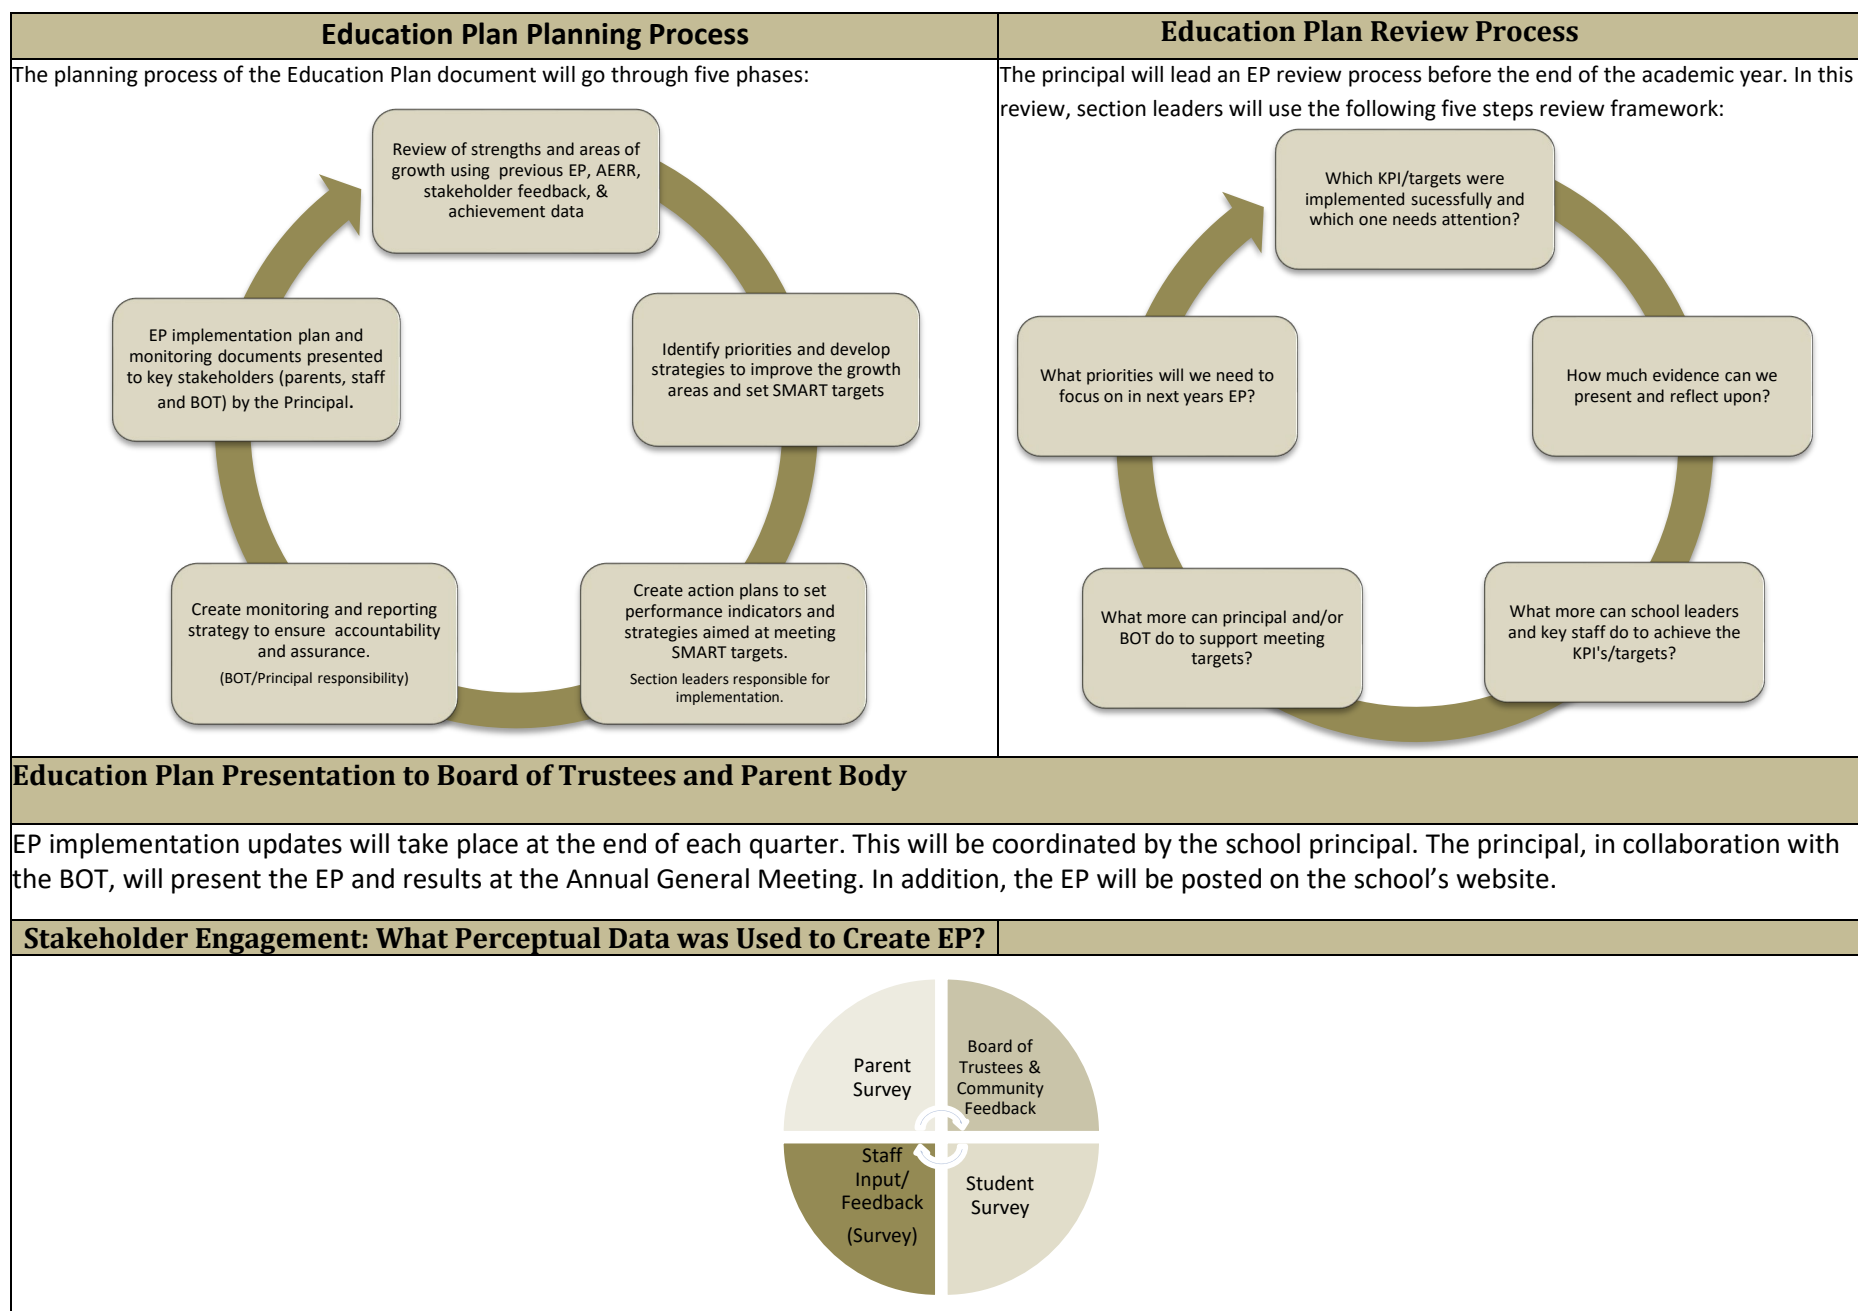 Education Plan Planning Process
The planning process of the Education Plan document will go through five phases:
Review of strengths and areas of
growth using previous EP, AERR,
stakeholder feedback, &
achievement data
Identify priorities and develop
strategies to improve the growth
areas and set SMART targets
Create action plans to set
performance indicators and
strategies aimed at meeting
SMART targets.
Section leaders responsible for
implementation.
Create monitoring and reporting
strategy to ensure accountability
and assurance.
(BOT/Principal responsibility)
EP implementation plan and
monitoring documents presented
to key stakeholders (parents, staff
and BOT) by the Principal.
Education Plan Review Process
The principal will lead an EP review process before the end of the academic year. In this
review, section leaders will use the following five steps review framework:
Which KPI/targets were
implemented sucessfully and
which one needs attention?
How much evidence can we
present and reflect upon?
What more can school leaders
and key staff do to achieve the
KPI's/targets?
What more can principal and/or
BOT do to support meeting
targets?
What priorities will we need to
focus on in next years EP?
Education Plan Presentation to Board of Trustees and Parent Body
EP implementation updates will take place at the end of each quarter. This will be coordinated by the school principal. The principal, in collaboration with
the BOT, will present the EP and results at the Annual General Meeting. In addition, the EP will be posted on the school’s website.
Stakeholder Engagement: What Perceptual Data was Used to Create EP?
Parent
Survey
Board of
Trustees &
Community
Feedback
Staff
Input/
Feedback
(Survey)
Student
Survey